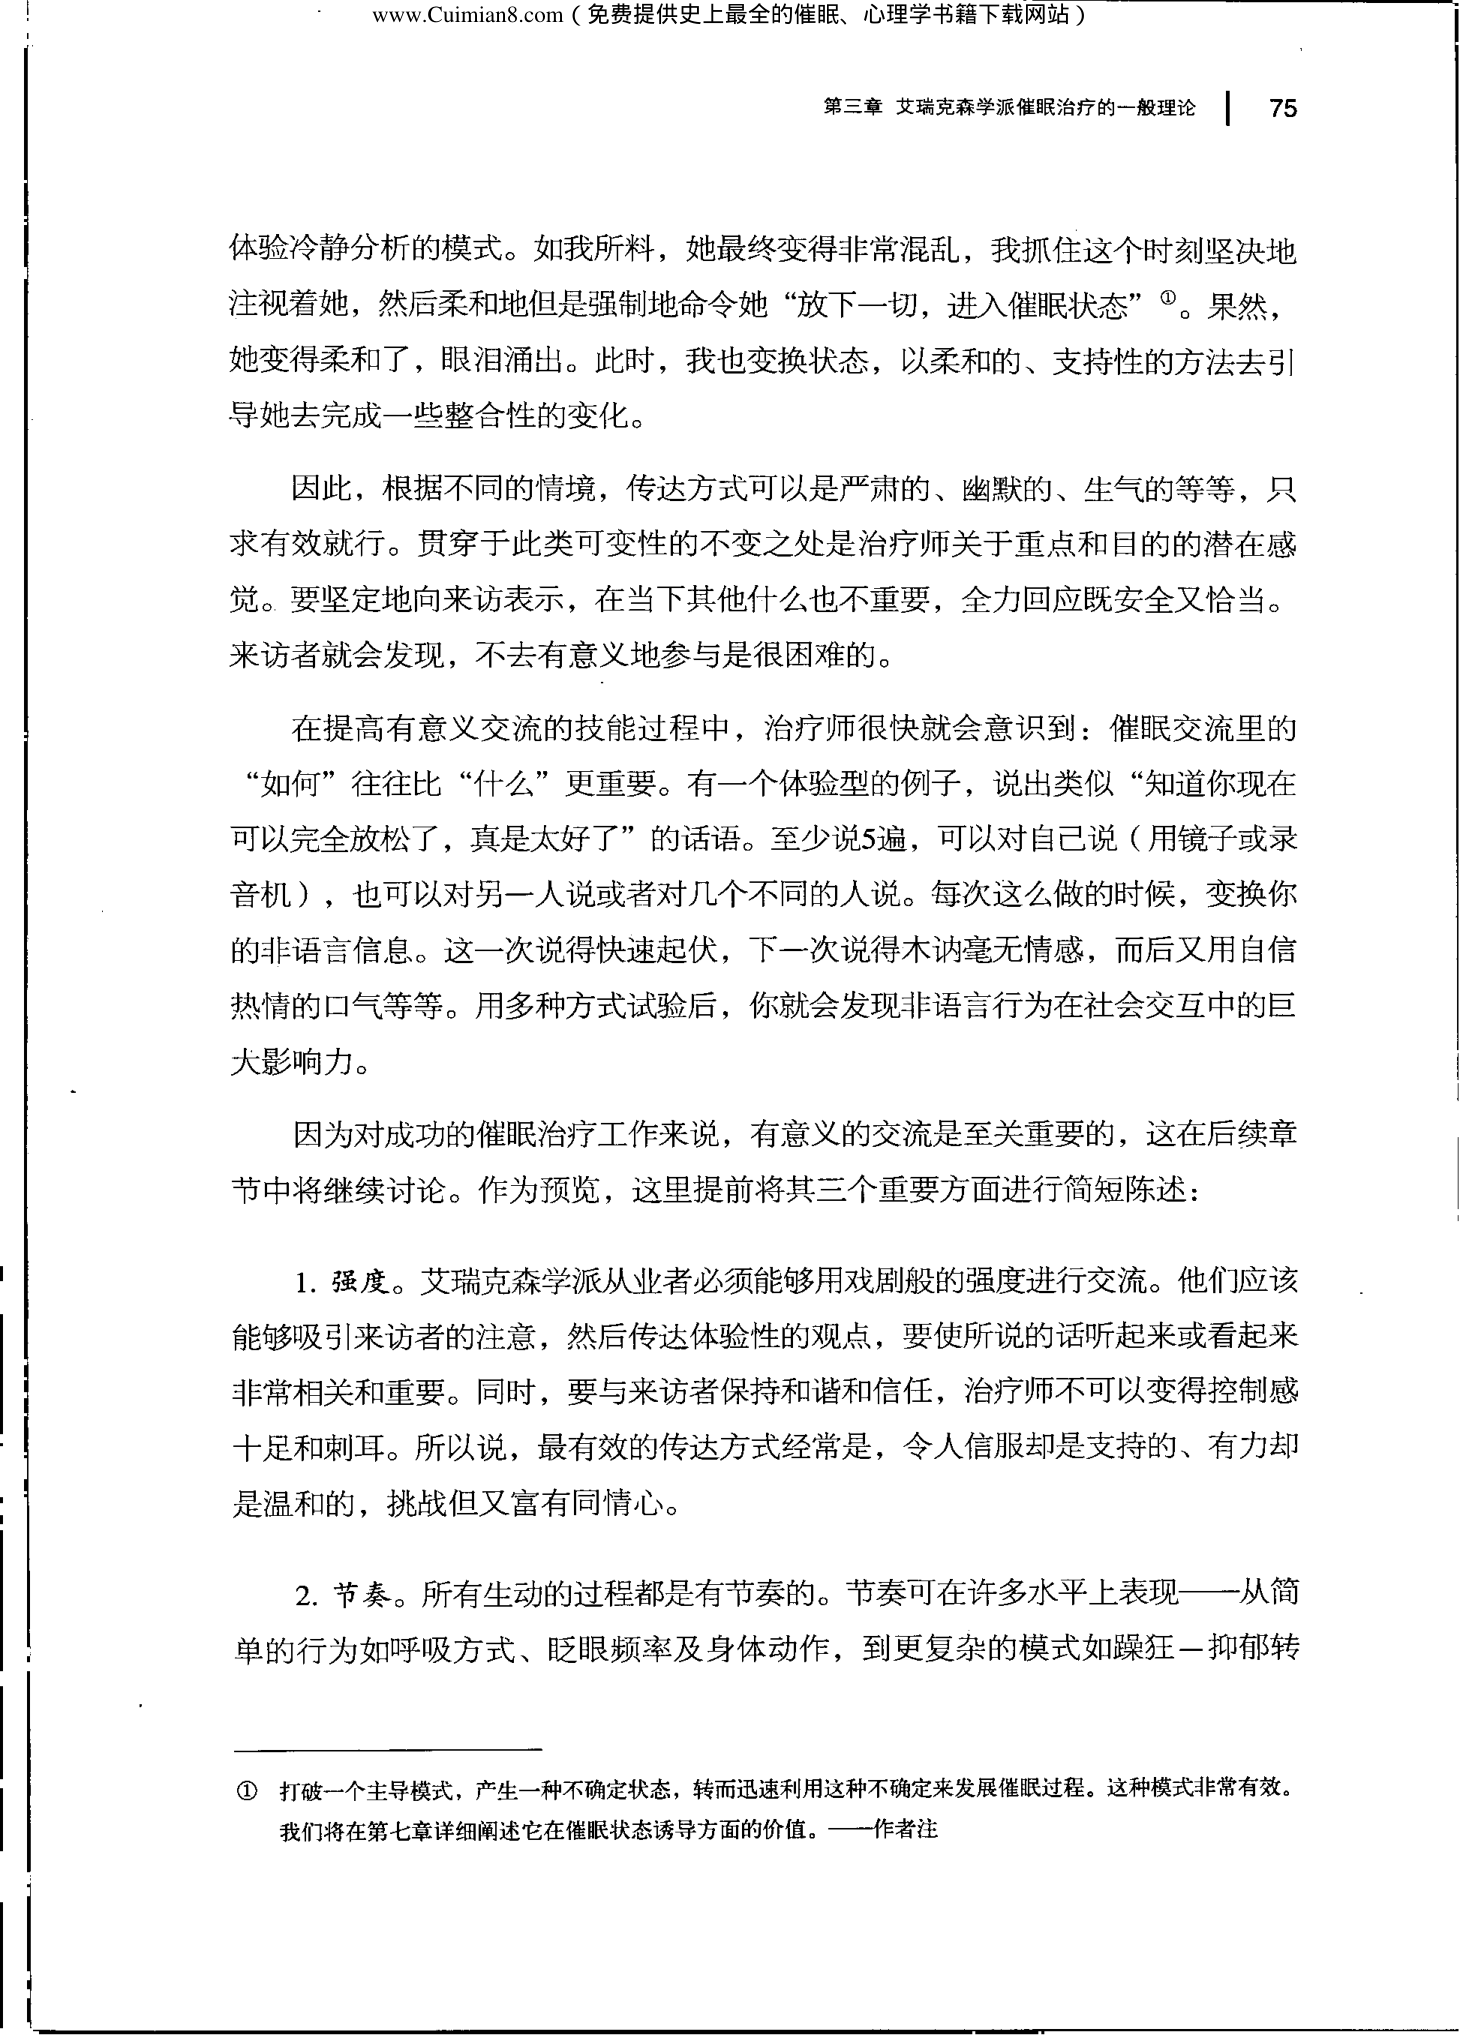 www.Cuimian8.com（免费提供史上最全的催眠、心理学书籍下载网站）
第三章 艾瑞克森学派催眠治疗的一般理论 75
体验冷静分析的模式。如我所料，她最终变得非常混乱，我抓住这个时刻坚决地
注视着她，然后柔和地但是强制地命令她“放下一切，进入催眠状态”①。果然，
她变得柔和了，眼泪涌出。此时，我也变换状态，以柔和的、支持性的方法去引
导她去完成一些整合性的变化。
因此，根据不同的情境，传达方式可以是严肃的、幽默的、生气的等等，只
求有效就行。贯穿于此类可变性的不变之处是治疗师关于重点和目的的潜在感
觉。要坚定地向来访表示，在当下其他什么也不重要，全力回应既安全又恰当。
来访者就会发现，不去有意义地参与是很困难的。
在提高有意义交流的技能过程中，治疗师很快就会意识到：催眠交流里的
“如何”往往比“什么”更重要。有一个体验型的例子，说出类似“知道你现在
可以完全放松了，真是太好了”的话语。至少说5遍，可以对自己说（用镜子或录
音机），也可以对另一人说或者对几个不同的人说。每次这么做的时候，变换你
的非语言信息。这一次说得快速起伏，下一次说得木讷毫无情感，而后又用自信
热情的口气等等。用多种方式试验后，你就会发现非语言行为在社会交互中的巨
大影响力。
因为对成功的催眠治疗工作来说，有意义的交流是至关重要的，这在后续章
节中将继续讨论。作为预览，这里提前将其三个重要方面进行简短陈述：
1. 强度。艾瑞克森学派从业者必须能够用戏剧般的强度进行交流。他们应该
能够吸引来访者的注意，然后传达体验性的观点，要使所说的话听起来或看起来
非常相关和重要。同时，要与来访者保持和谐和信任，治疗师不可以变得控制感
十足和刺耳。所以说，最有效的传达方式经常是，令人信服却是支持的、有力却
是温和的，挑战但又富有同情心。
2. 节奏。所有生动的过程都是有节奏的。节奏可在许多水平上表现——从简
单的行为如呼吸方式、眨眼频率及身体动作，到更复杂的模式如躁狂－抑郁转
① 打破一个主导模式，产生一种不确定状态，转而迅速利用这种不确定来发展催眠过程。这种模式非常有效。
我们将在第七章详细阐述它在催眠状态诱导方面的价值。——作者注